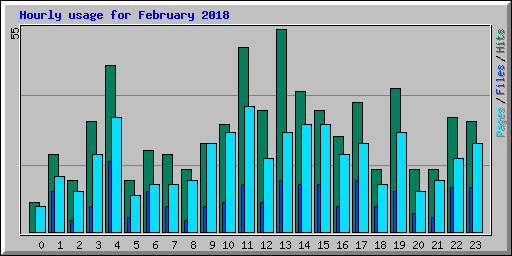 Hourly usage for February 2018
55
Pages / Files / Hits
0 1 2 3 4 5 6 7 8 9 10 11 12 13 14 15 16 17 18 19 20 21 22 23